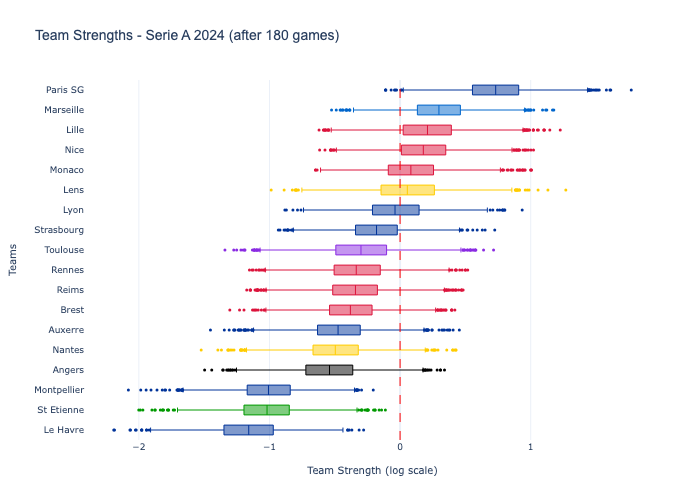 Team Strengths - Serie A 2024 (after 180 games)
Paris SG
Marseille
Lille
Nice
Monaco
Lens
Lyon
Strasbourg
Toulouse
Rennes
Reims
Brest
Auxerre
Nantes
Angers
Montpellier
St Etienne
Le Havre
Teams
−2 −1 0 1
Team Strength (log scale)